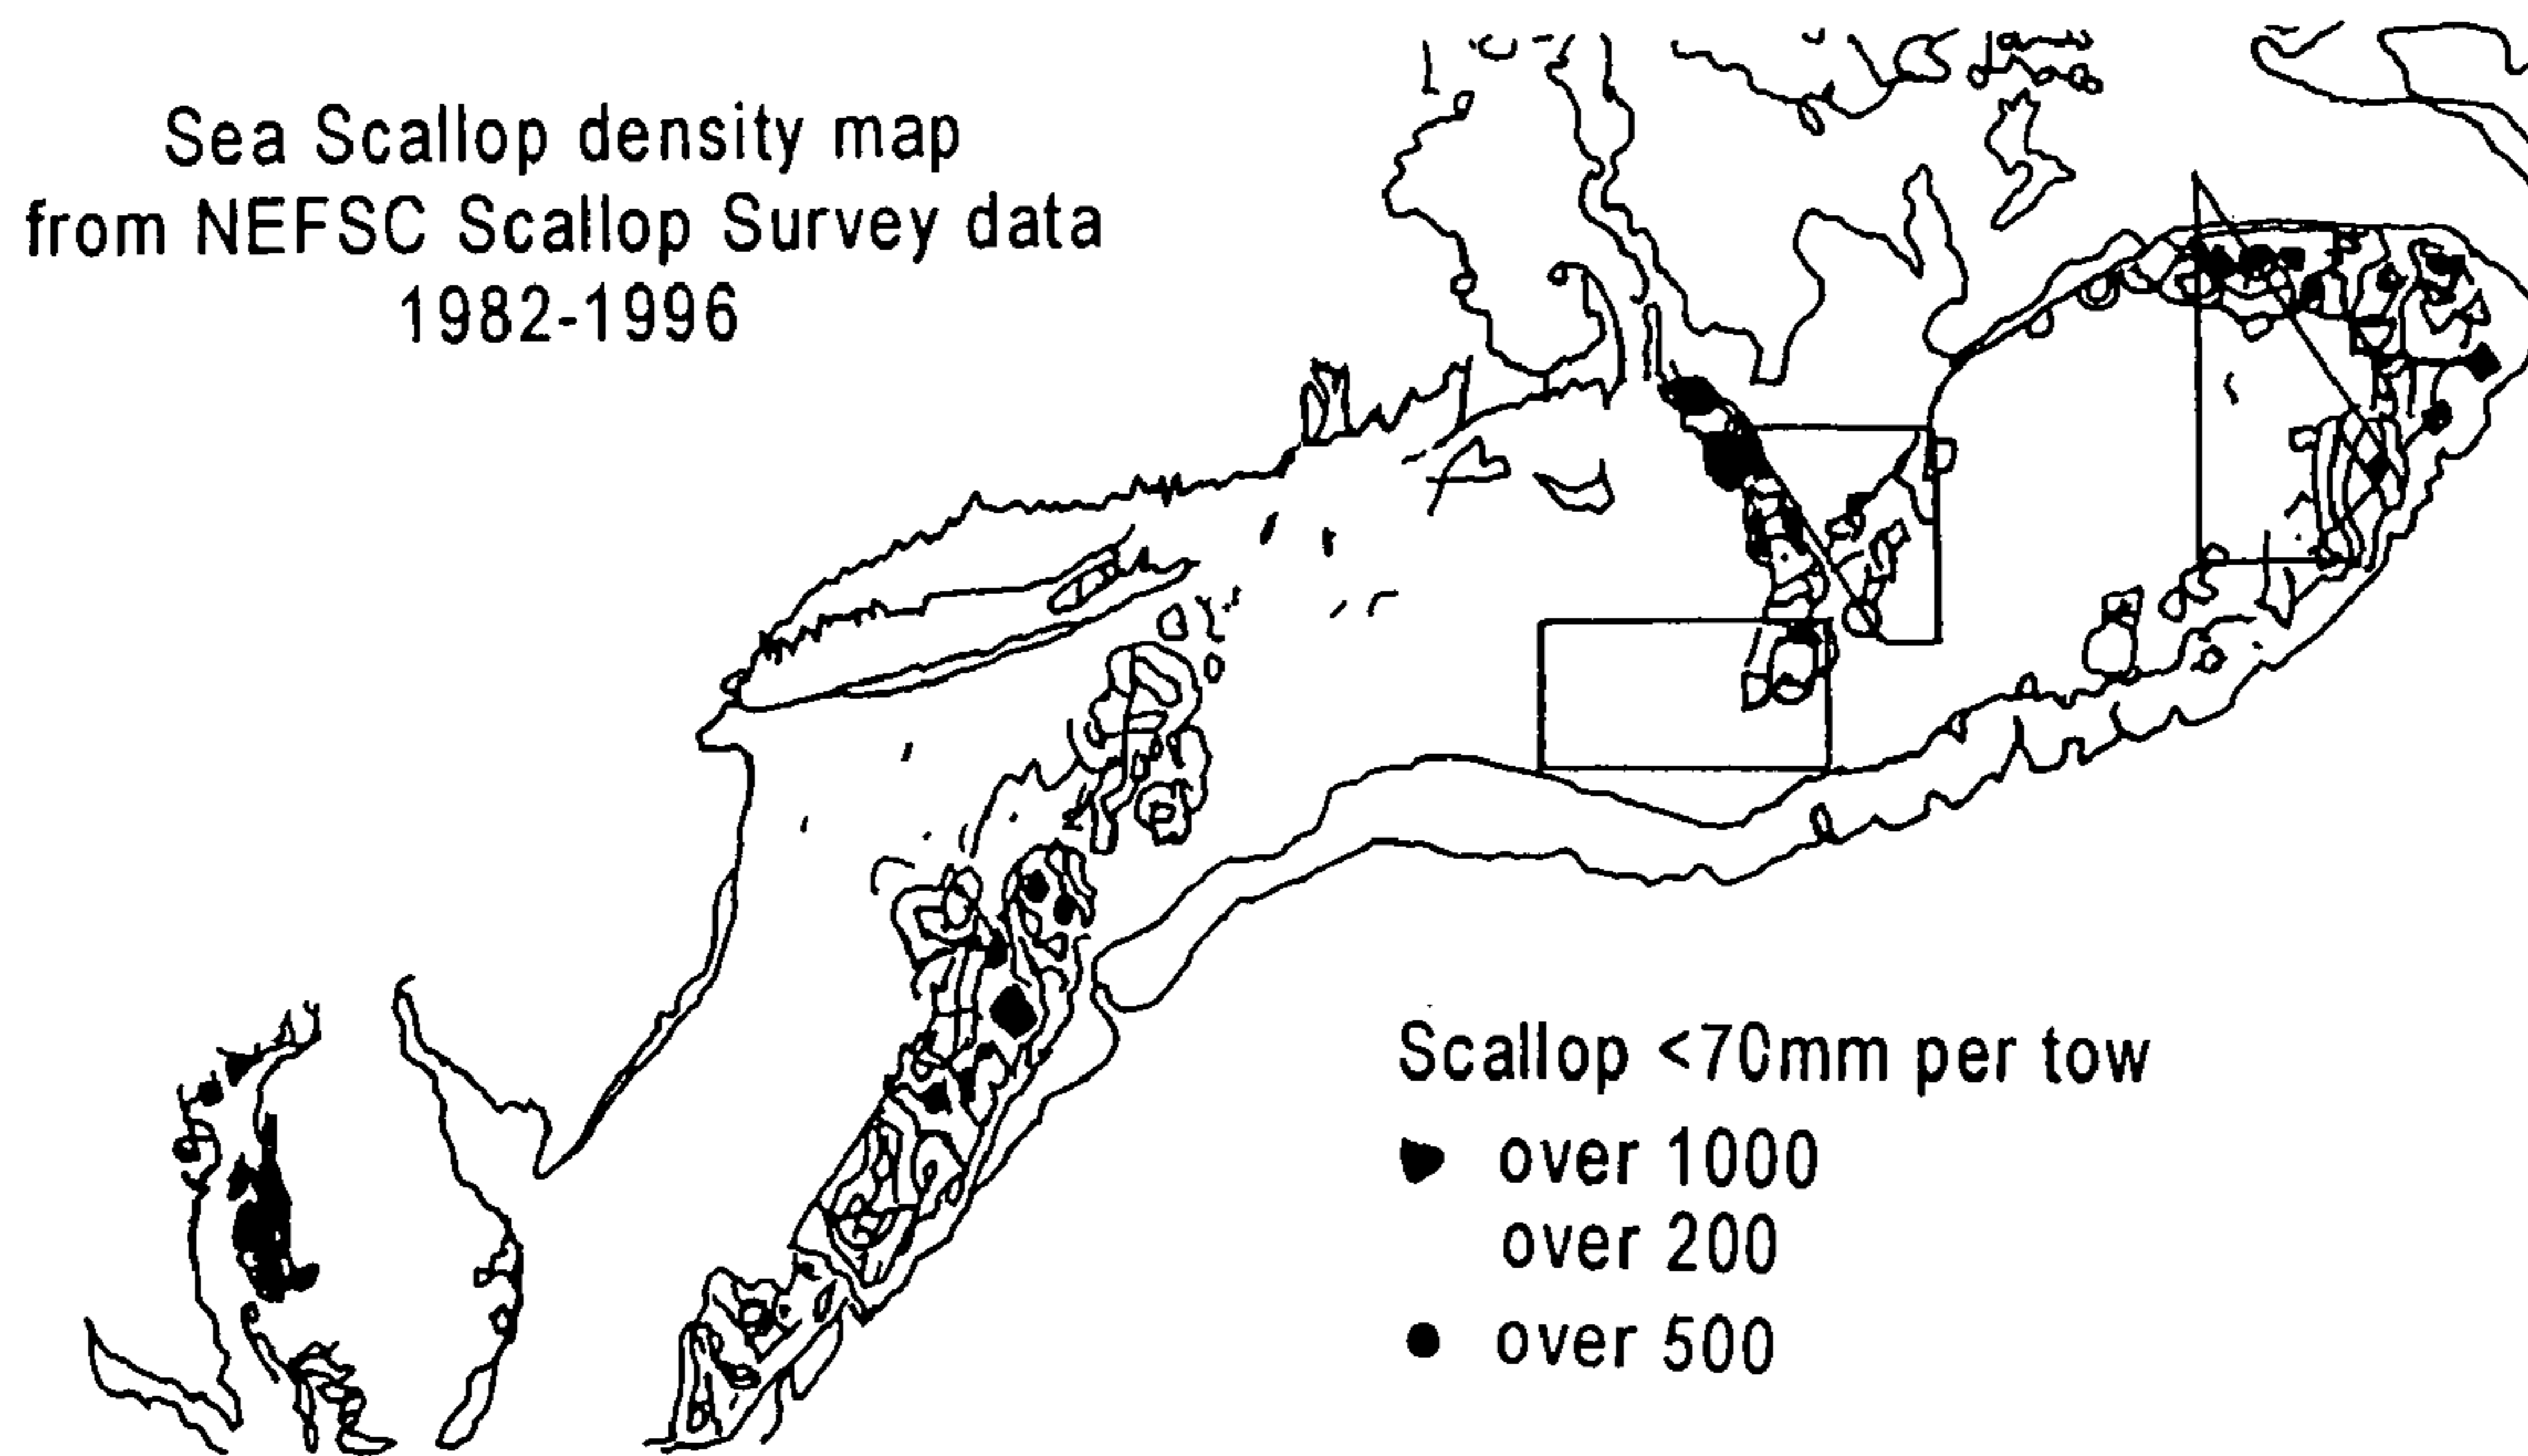 Sea Scallop density map
from NEFSC Scallop Survey data
1982-1996
Scallop <70mm per tow
over 1000
over 200
over 500